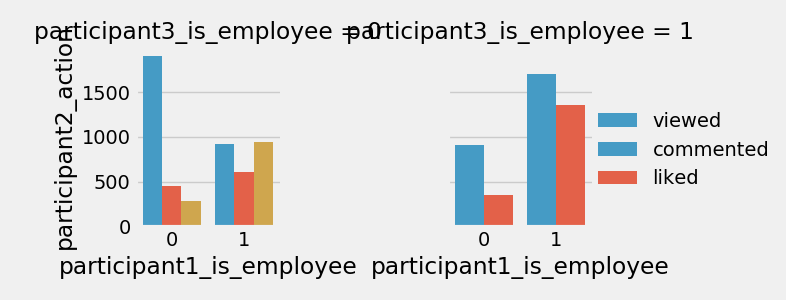 participant3_is_employee = 0
participant3_is_employee = 1
participant2_action
1500
1000
500
0
0 1
0 1
participant1_is_employee
participant1_is_employee
viewed
commented
liked